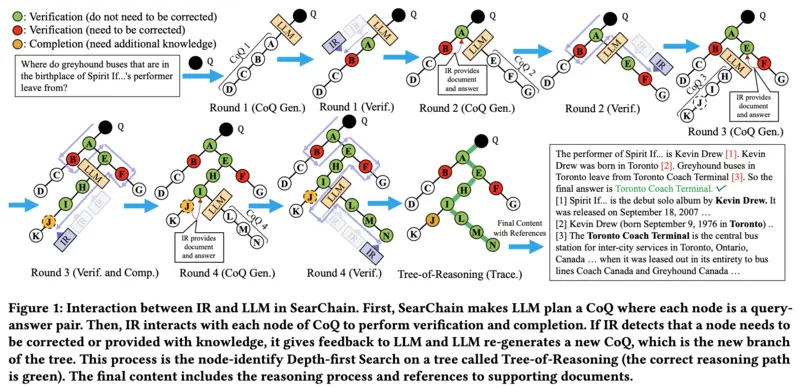 : Verification (do not need to be corrected)
: Verification (need to be corrected)
: Completion (need additional knowledge)
Where do greyhound buses that are in
the birthplace of Spirit If...'s performer
leave from?
Q
LLM
CoQ 1
A
B
C
D
Round 1 (CoQ Gen.)
Q
LLM
IR
A
B
C
D
Round 1 (Verif.)
Q
A
LLM
B
C
D
E
F
G
CoQ 2
IR provides
document
and answer
Round 2 (CoQ Gen.)
Q
A
LLM
IR
B
C
D
E
F
G
Round 2 (Verif.)
Q
A
B
E
LLM
C
D
F
G
CoQ 3
H
I
J
K
IR provides
document
and answer
Round 3 (CoQ Gen.)
Q
A
B
E
C
D
LLM
F
G
H
I
J
K
IR
Round 3 (Verif. and Comp.)
Q
A
B
E
C
D
H
F
G
I
LLM
J
K
L
M
N
CoQ 4
IR provides
document
and answer
Round 4 (CoQ Gen.)
Q
A
B
E
C
D
H
F
G
I
LLM
J
K
L
M
N
IR
Round 4 (Verif.)
Q
A
B
E
C
D
H
F
G
I
J
K
L
M
N
Tree-of-Reasoning (Trace.)
Final Content
with References
The performer of Spirit If... is Kevin Drew [1]. Kevin
Drew was born in Toronto [2]. Greyhound buses in
Toronto leave from Toronto Coach Terminal [3]. So the
final answer is Toronto Coach Terminal. ✓
[1] Spirit If... is the debut solo album by Kevin Drew. It
was released on September 18, 2007 …
[2] Kevin Drew (born September 9, 1976 in Toronto) ..
[3] The Toronto Coach Terminal is the central bus
station for inter-city services in Toronto, Ontario,
Canada … when it was leased out in its entirety to bus
lines Coach Canada and Greyhound Canada …
Figure 1: Interaction between IR and LLM in SearChain. First, SearChain makes LLM plan a CoQ where each node is a query-
answer pair. Then, IR interacts with each node of CoQ to perform verification and completion. If IR detects that a node needs to
be corrected or provided with knowledge, it gives feedback to LLM and LLM re-generates a new CoQ, which is the new branch
of the tree. This process is the node-identify Depth-first Search on a tree called Tree-of-Reasoning (the correct reasoning path
is green). The final content includes the reasoning process and references to supporting documents.